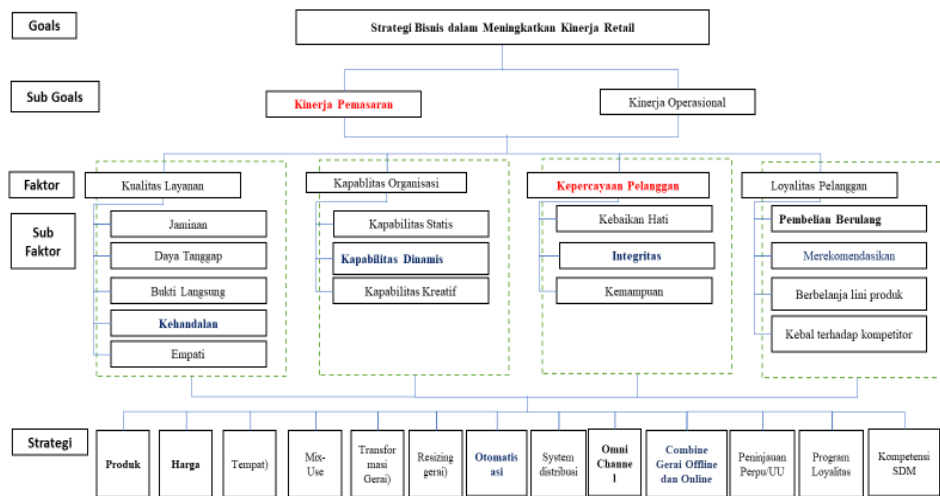 Goals
Strategi Bisnis dalam Meningkatkan Kinerja Retail
Sub Goals
Kinerja Pemasaran
Kinerja Operasional
Faktor
Kualitas Layanan
Kapablitas Organisasi
Kepercayaan Pelanggan
Loyalitas Pelanggan
Sub
Faktor
Jaminan
Daya Tanggap
Bukti Langsung
Kehandalan
Empati
Kapabilitas Statis
Kapabilitas Dinamis
Kapabilitas Kreatif
Kebaikan Hati
Integritas
Kemampuan
Pembelian Berulang
Merekomendasikan
Berbelanja lini produk
Kebal terhadap kompetitor
Strategi
Produk
Harga
Tempat)
Mix-
Use
Transfor
masi
Gerai)
Resizing
gerai)
Otomatis
asi
System
distribusi
Omni
Channe
l
Combine
Gerai Offline
dan Online
Peninjauan
Perpu/UU
Program
Loyalitas
Kompetensi
SDM